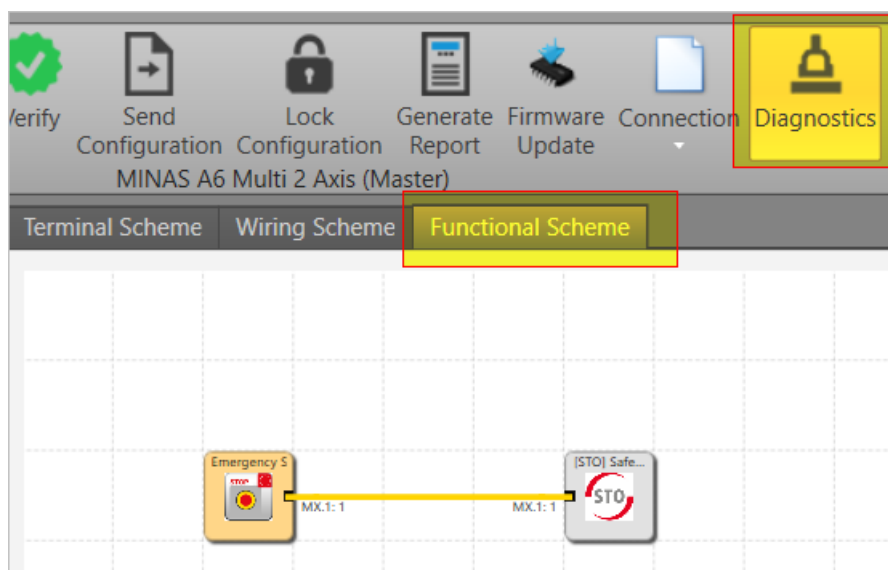 Verify
Send Configuration
Lock Configuration
Generate Report
Firmware Update
Connection
Diagnostics
MINAS A6 Multi 2 Axis (Master)
Terminal Scheme
Wiring Scheme
Functional Scheme
Emergency S
STOP
MX.1: 1
MX.1: 1
[STO] Safe...
STO